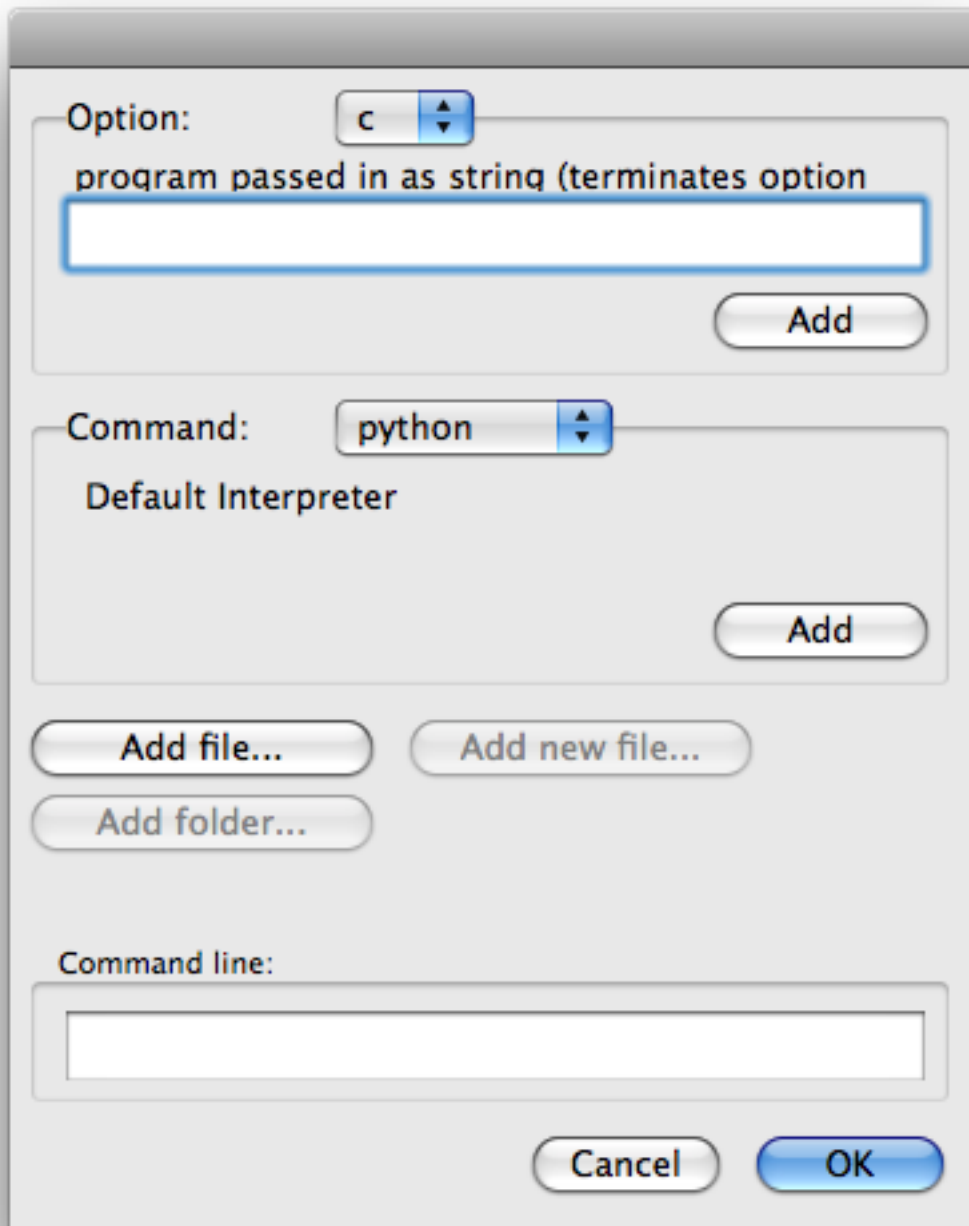 Option: c
program passed in as string (terminates option
Add
Command: python
Default Interpreter
Add
Add file... Add new file...
Add folder...
Command line:
Cancel OK